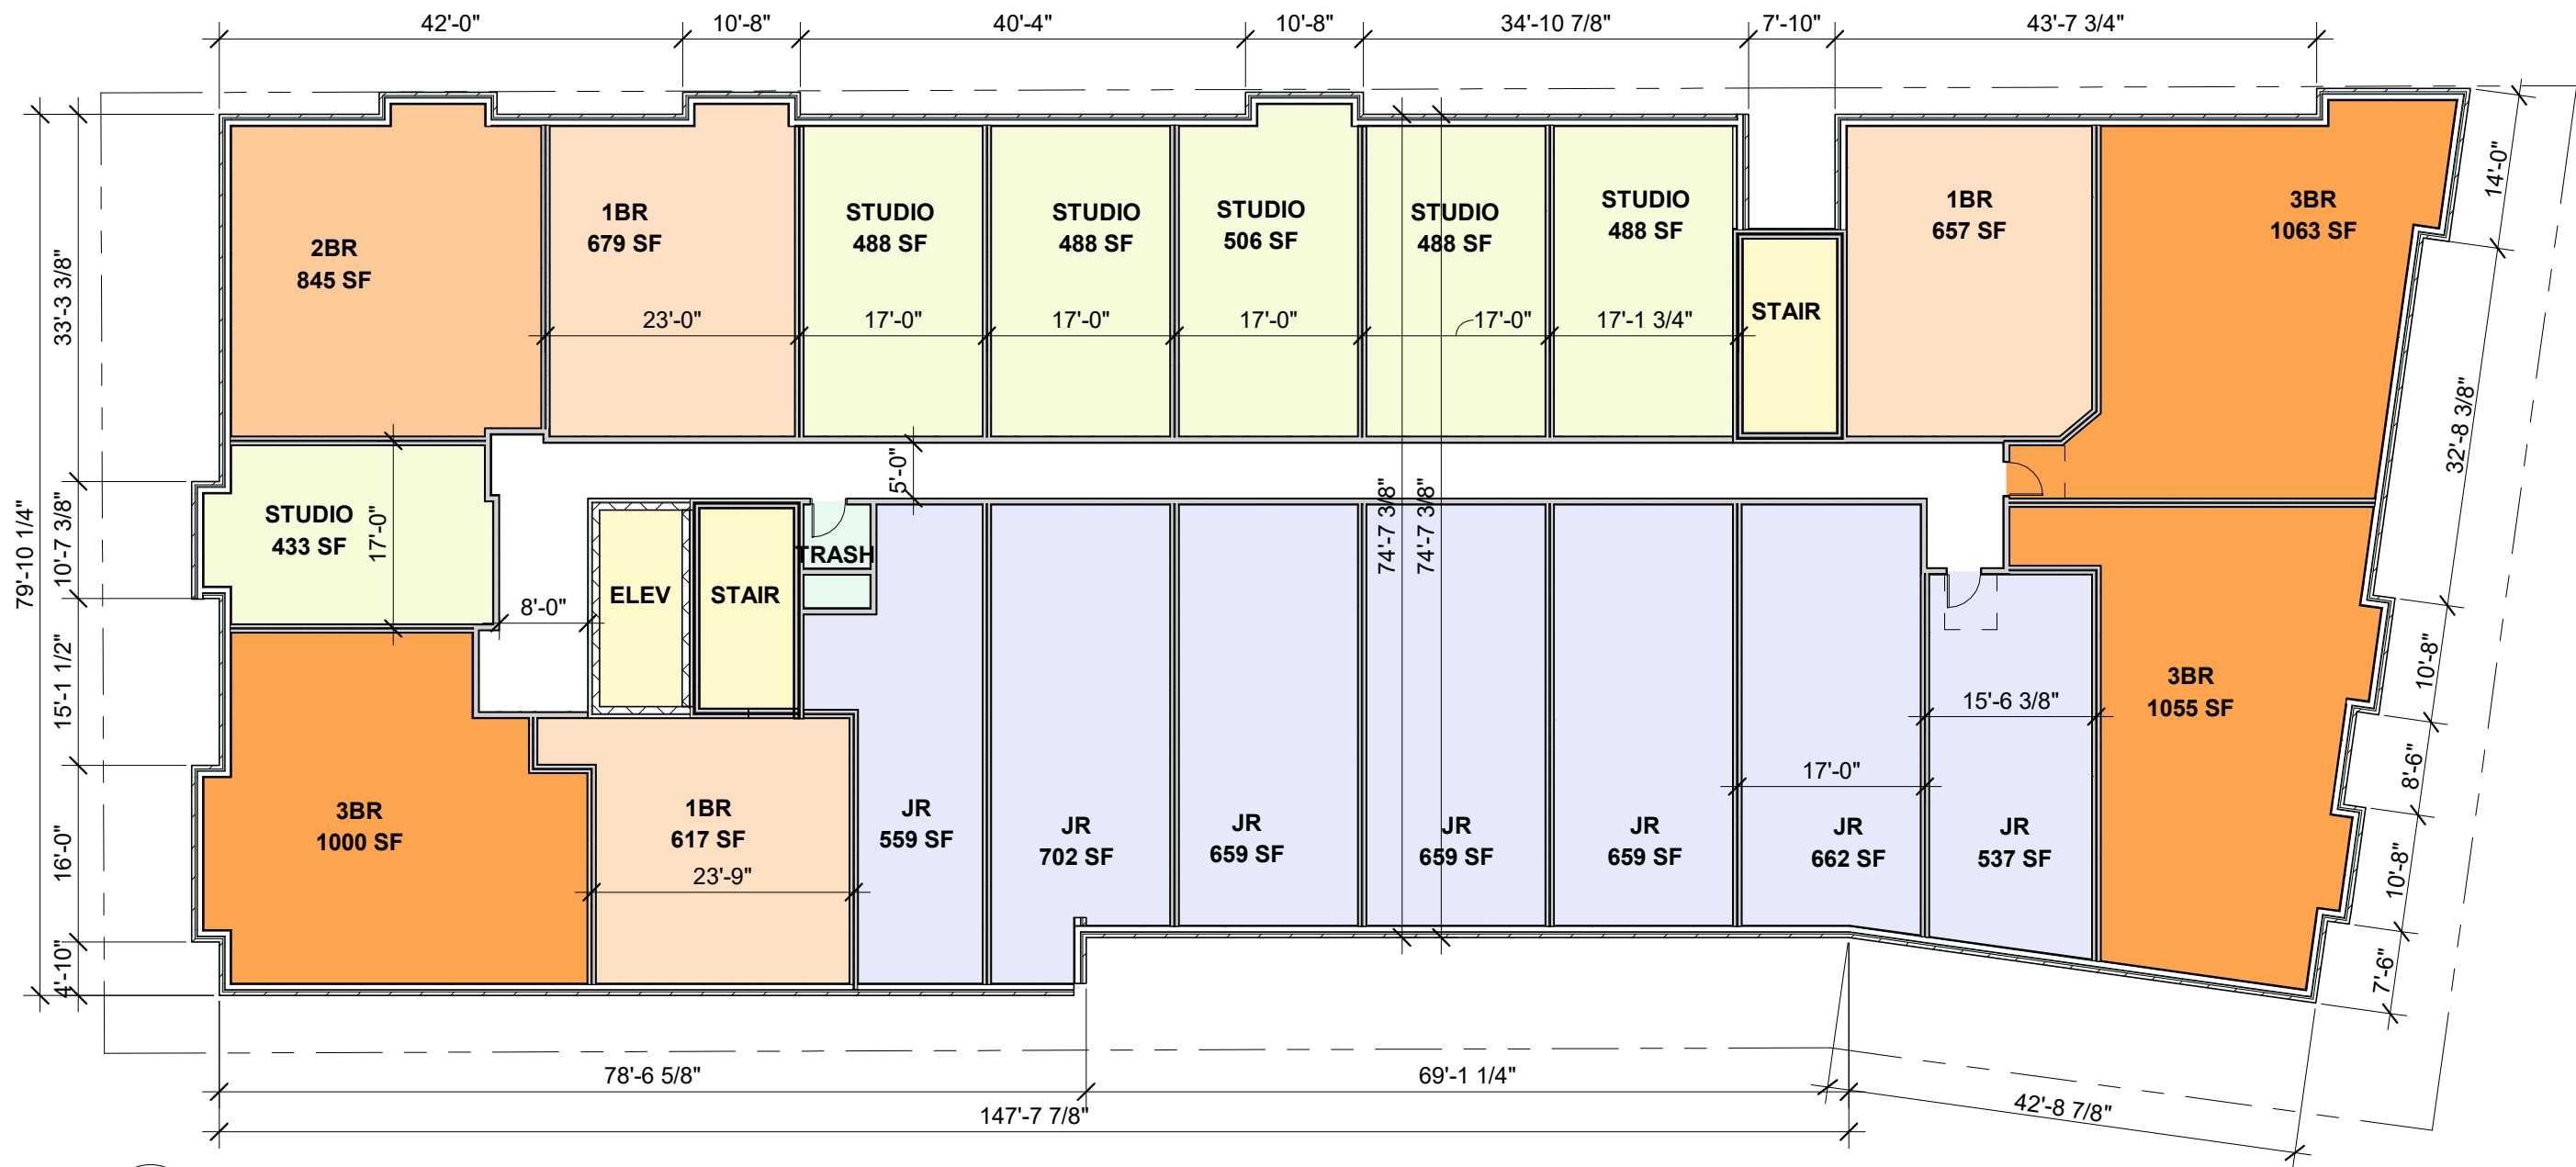 42'-0"
10'-8"
40'-4"
10'-8"
34'-10 7/8"
7'-10"
43'-7 3/4"
2BR
845 SF
1BR
679 SF
STUDIO
488 SF
STUDIO
488 SF
STUDIO
506 SF
STUDIO
488 SF
STUDIO
488 SF
STAIR
1BR
657 SF
3BR
1063 SF
14'-0"
33'-3 3/8"
23'-0"
17'-0"
17'-0"
17'-0"
17'-0"
17'-1 3/4"
32'-8 3/8"
79'-10 1/4"
10'-7 3/8"
STUDIO
433 SF
17'-0"
5'-0"
74'-7 3/8"
74'-7 3/8"
8'-0"
ELEV
STAIR
TRASH
15'-1 1/2"
10'-8"
15'-6 3/8"
3BR
1055 SF
8'-6"
17'-0"
3BR
1000 SF
1BR
617 SF
23'-9"
JR
559 SF
JR
702 SF
JR
659 SF
JR
659 SF
JR
659 SF
JR
662 SF
JR
537 SF
16'-0"
10'-8"
4'-10"
7'-6"
78'-6 5/8"
69'-1 1/4"
147'-7 7/8"
42'-8 7/8"